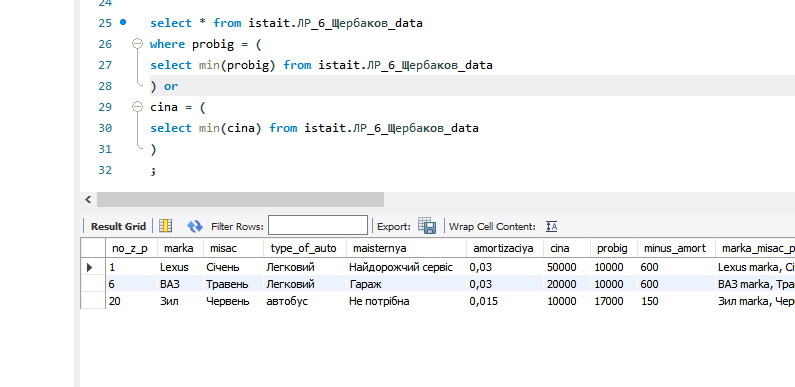 24
25 select * from istait.ЛР_6_Щербаков_data
26 where probig = (
27 select min(probig) from istait.ЛР_6_Щербаков_data
28 ) or
29 cina = (
30 select min(cina) from istait.ЛР_6_Щербаков_data
31 )
32 ;
Result Grid Filter Rows: Export: Wrap Cell Content: IA
no_z_p marka misac type_of_auto maisternya amortizaciya cina probig minus_amort marka_misac_p
1 Lexus Січень Легковий Найдорожчий сервіс 0,03 50000 10000 600 Lexus marka, Сі
6 ВАЗ Травень Легковий Гараж 0,03 20000 10000 600 ВАЗ marka, Тра
20 Зил Червень автобус Не потрібна 0,015 10000 17000 150 Зил marka, Чер